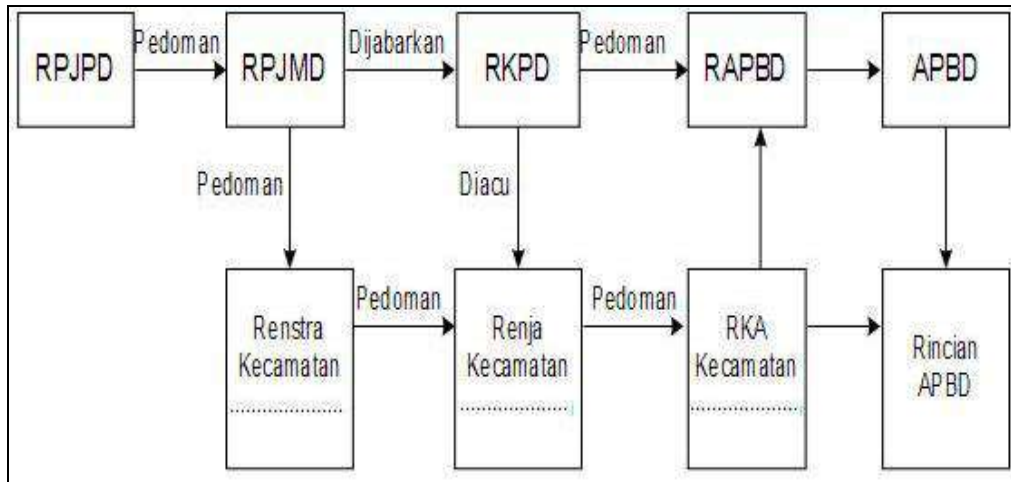 Pedoman Dijabarkan Pedoman
RPJPD RPJMD RKPD RAPBD APBD
Pedoman Diacu
Pedoman Pedoman
Renstra Kecamatan
Renja Kecamatan
RKA Kecamatan
Rincian APBD